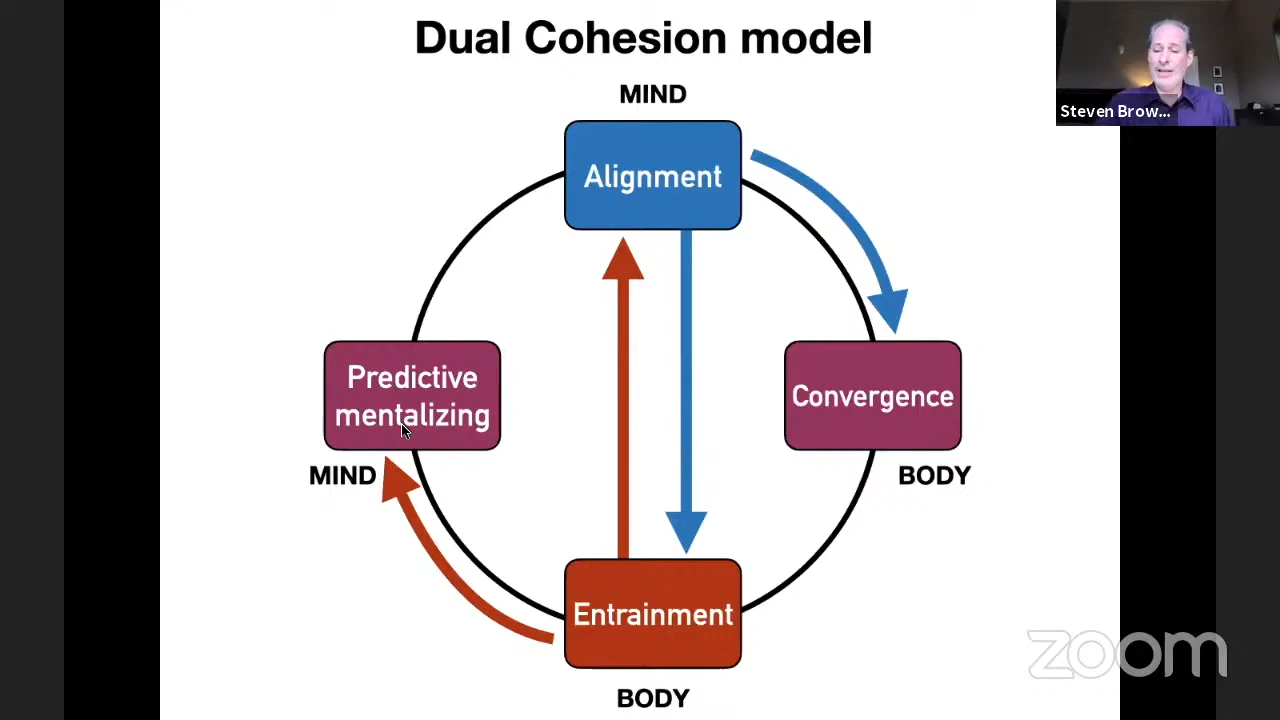 Dual Cohesion model
Steven Brow...
MIND
Alignment
Predictive
mentalizing
MIND
Convergence
BODY
Entrainment
BODY
zoom